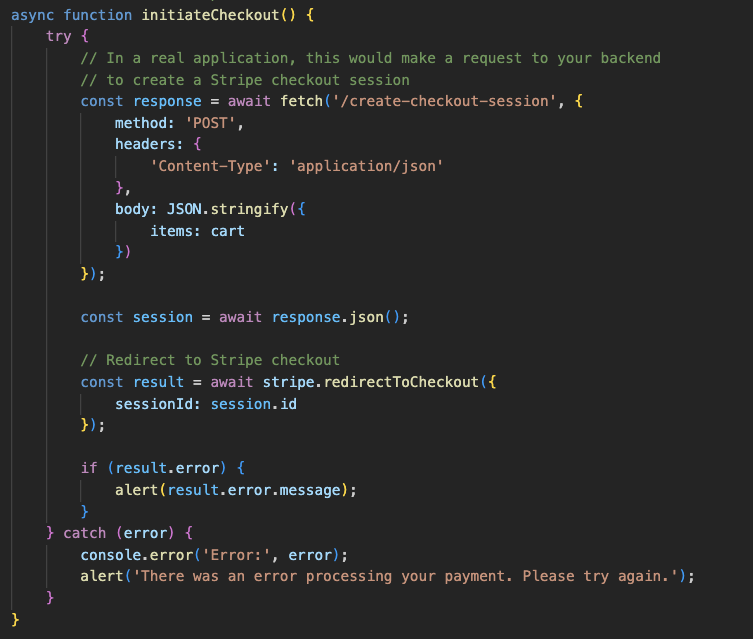 async function initiateCheckout() {
    try {
        // In a real application, this would make a request to your backend
        // to create a Stripe checkout session
        const response = await fetch('/create-checkout-session', {
            method: 'POST',
            headers: {
                'Content-Type': 'application/json'
            },
            body: JSON.stringify({
                items: cart
            })
        });

        const session = await response.json();

        // Redirect to Stripe checkout
        const result = await stripe.redirectToCheckout({
            sessionId: session.id
        });

        if (result.error) {
            alert(result.error.message);
        }
    } catch (error) {
        console.error('Error:', error);
        alert('There was an error processing your payment. Please try again.');
    }
}